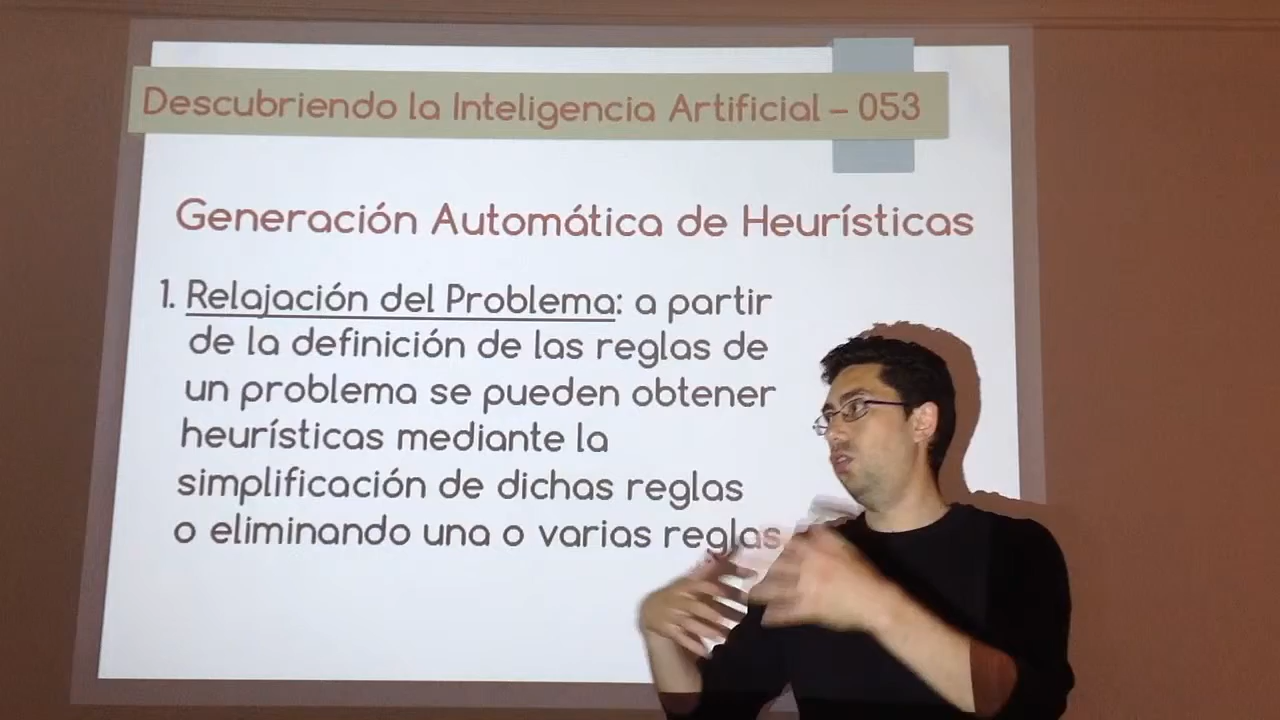 Descubriendo la Inteligencia Artificial – 053
Generación Automática de Heurísticas
1. Relajación del Problema: a partir
de la definición de las reglas de
un problema se pueden obtener
heurísticas mediante la
simplificación de dichas reglas
o eliminando una o varias reglas